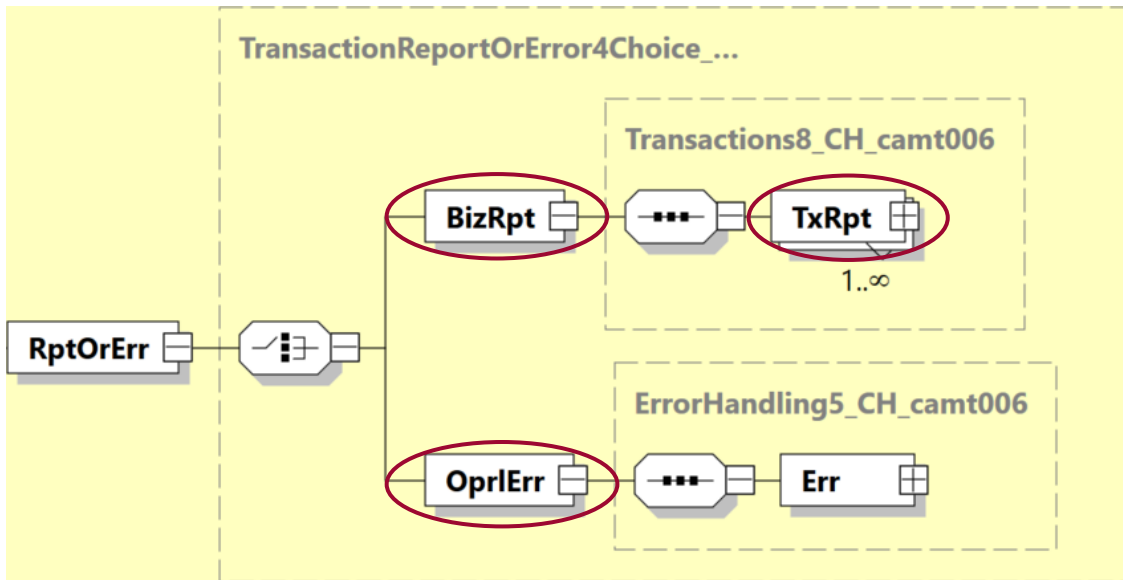 TransactionReportOrError4Choice_...
Transactions8_CH_camt006
BizRpt
TxRpt
1..∞
RptOrErr
ErrorHandling5_CH_camt006
OprlErr
Err